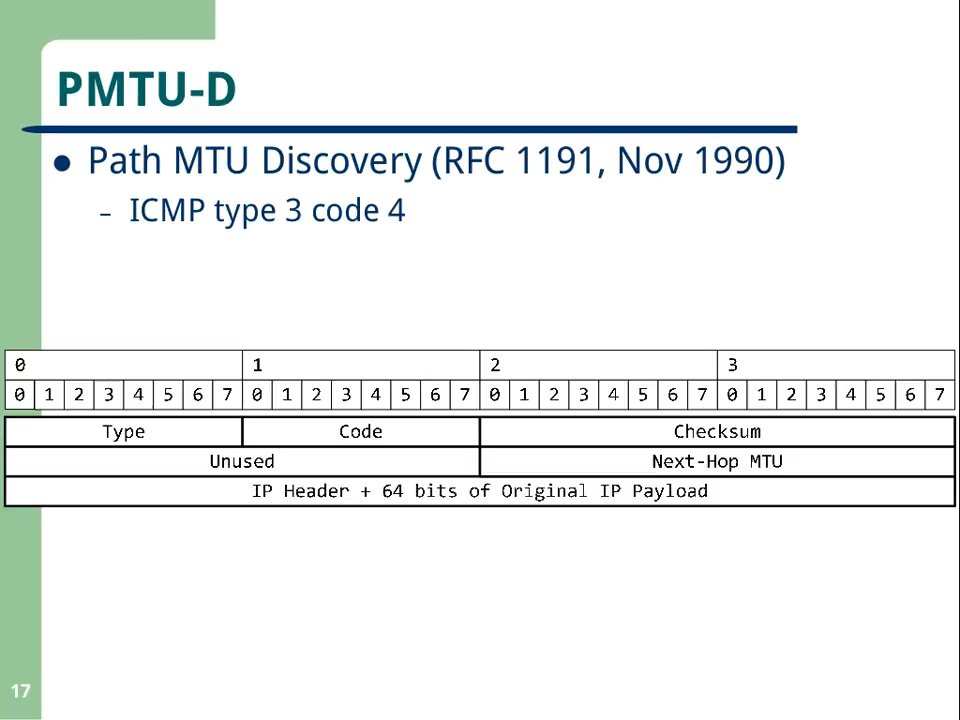 PMTU-D
● Path MTU Discovery (RFC 1191, Nov 1990)
– ICMP type 3 code 4
0 1 2 3
0 1 2 3 4 5 6 7 0 1 2 3 4 5 6 7 0 1 2 3 4 5 6 7 0 1 2 3 4 5 6 7
Type Code Checksum
Unused Next-Hop MTU
IP Header + 64 bits of Original IP Payload
17